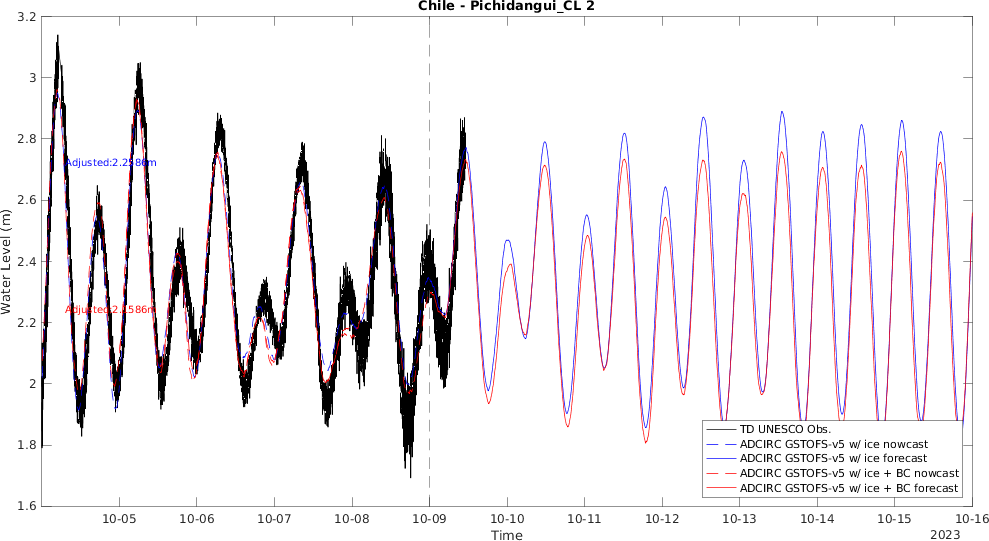 Chile - Pichidangui_CL 2
3.2
3
2.8
2.6
2.4
2.2
2
1.8
1.6
Water Level (m)
Adjusted:2.2586m
Adjusted:2.2586m
TD UNESCO Obs.
ADCIRC GSTOFS-v5 w/ ice nowcast
ADCIRC GSTOFS-v5 w/ ice forecast
ADCIRC GSTOFS-v5 w/ ice + BC nowcast
ADCIRC GSTOFS-v5 w/ ice + BC forecast
10-05 10-06 10-07 10-08 10-09 10-10 10-11 10-12 10-13 10-14 10-15 10-16
Time
2023